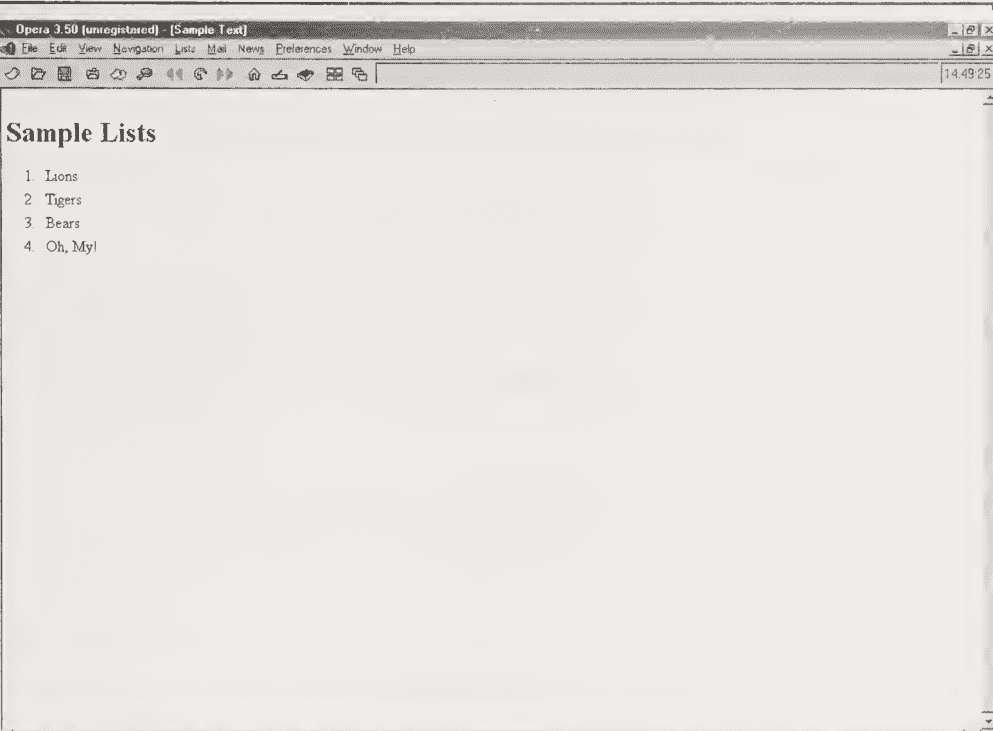 Opera 3.50 (unregistered) - [Sample Text]
File Edit View Navigation Lists Mail News Preferences Window Help
14:49:25
Sample Lists
1. Lions
2. Tigers
3. Bears
4. Oh, My!